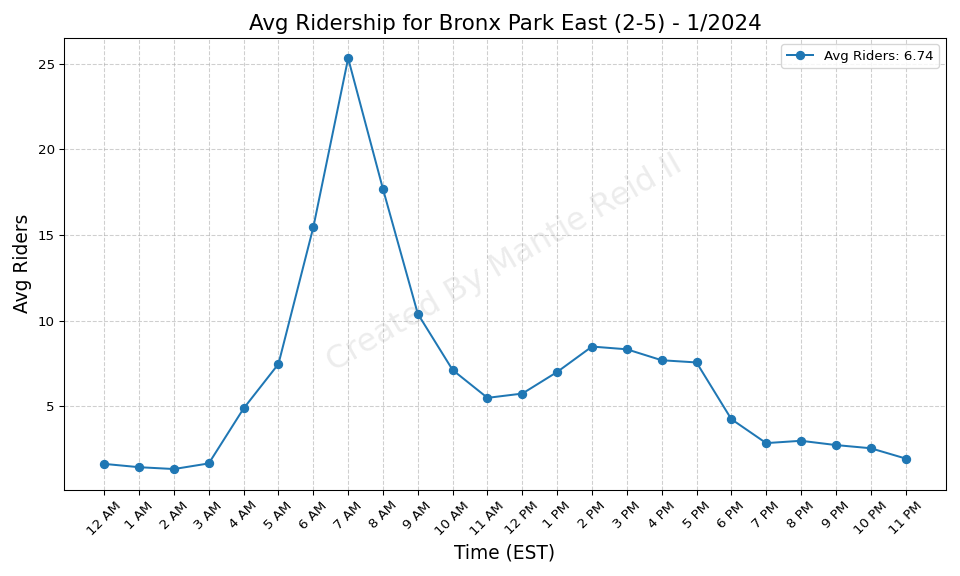 Avg Ridership for Bronx Park East (2-5) - 1/2024
Avg Riders: 6.74
25
20
15
10
5
Avg Riders
Created By Mantie Reid II
12 AM
1 AM
2 AM
3 AM
4 AM
5 AM
6 AM
7 AM
8 AM
9 AM
10 AM
11 AM
12 PM
1 PM
2 PM
3 PM
4 PM
5 PM
6 PM
7 PM
8 PM
9 PM
10 PM
11 PM
Time (EST)